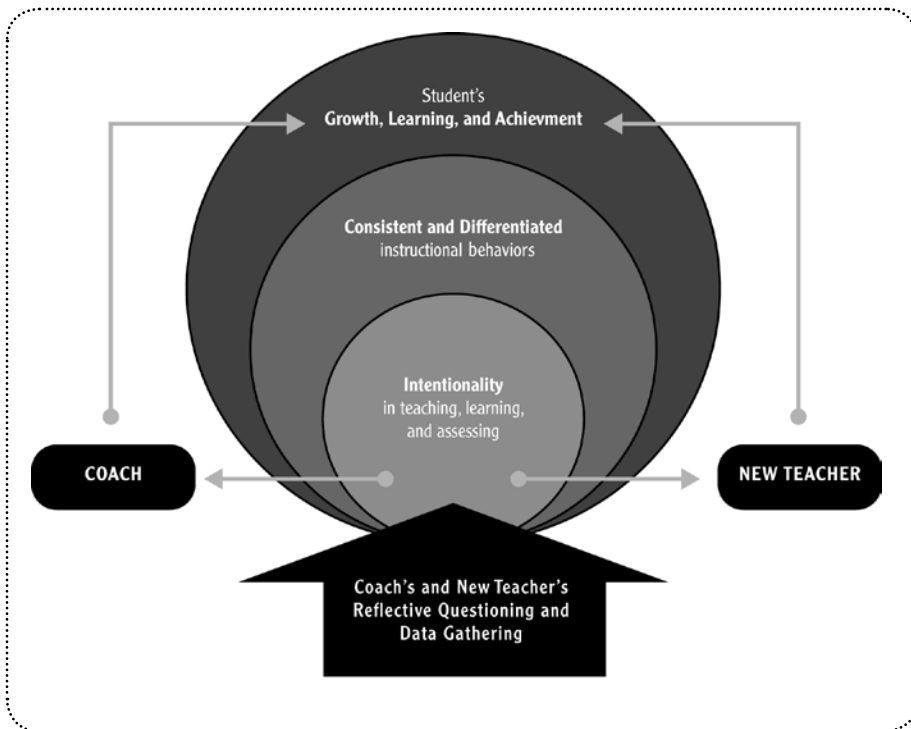 Student's
Growth, Learning, and Achievment
Consistent and Differentiated
instructional behaviors
Intentionality
in teaching, learning,
and assessing
COACH
NEW TEACHER
Coach's and New Teacher's
Reflective Questioning and
Data Gathering